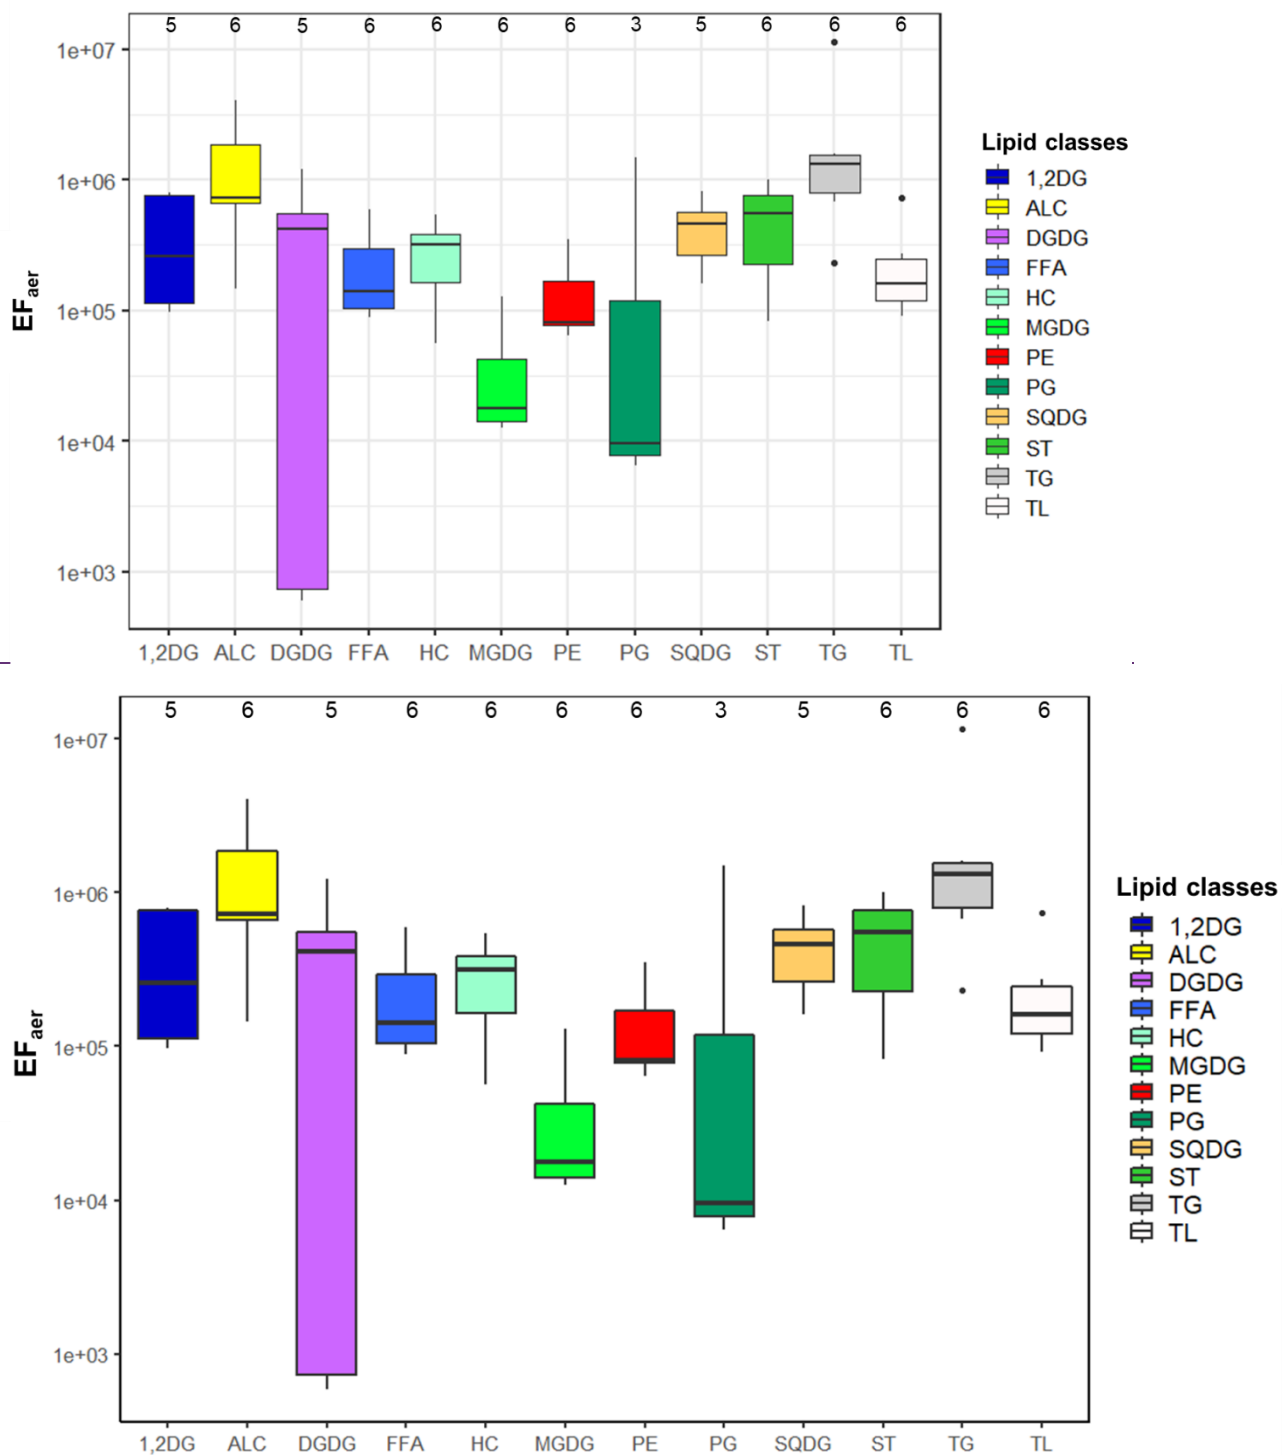 5 6 5 6 6 6 6 3 5 6 6 6
1e+07
1e+06
1e+05
1e+04
1e+03
EFaer
1,2DG ALC DGDG FFA HC MGDG PE PG SQDG ST TG TL
Lipid classes
1,2DG
ALC
DGDG
FFA
HC
MGDG
PE
PG
SQDG
ST
TG
TL
5 6 5 6 6 6 6 3 5 6 6 6
1e+07
1e+06
1e+05
1e+04
1e+03
EFaer
1,2DG ALC DGDG FFA HC MGDG PE PG SQDG ST TG TL
Lipid classes
1,2DG
ALC
DGDG
FFA
HC
MGDG
PE
PG
SQDG
ST
TG
TL